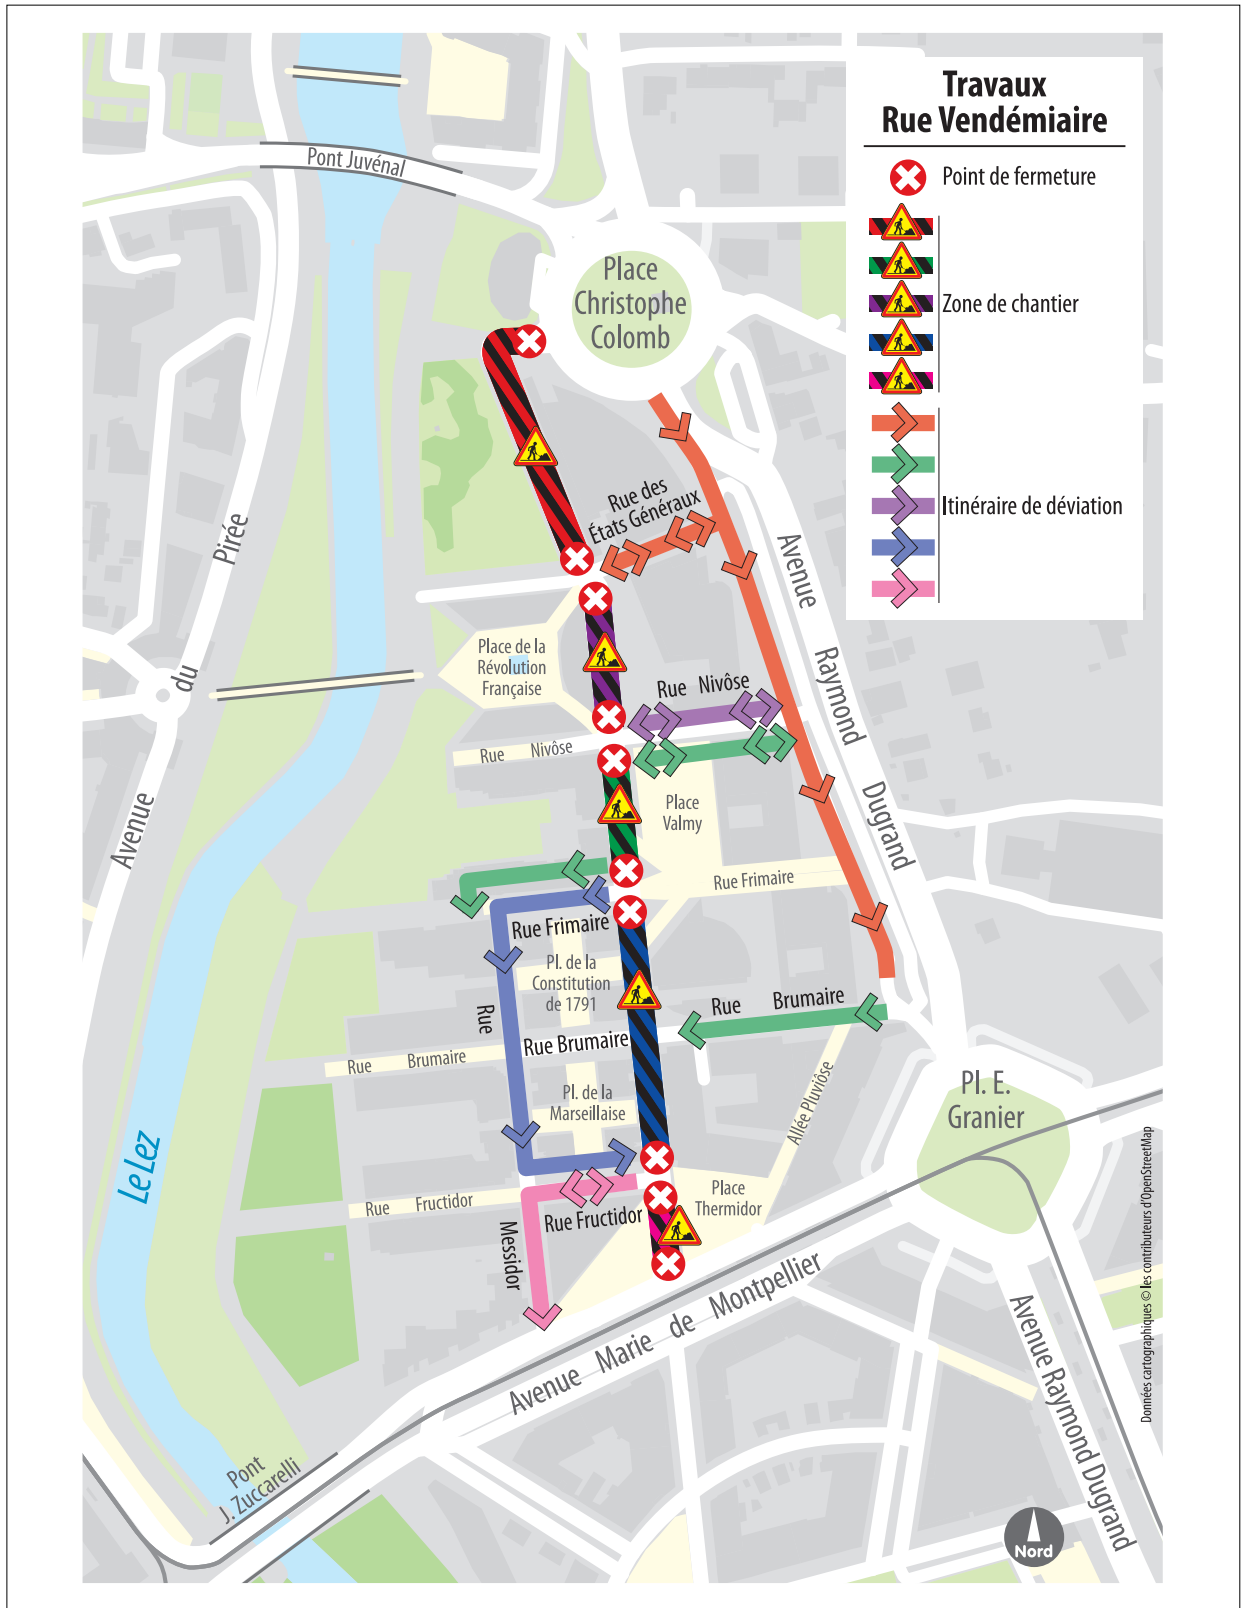 Travaux
Rue Vendémiaire
Point de fermeture
Zone de chantier
Itinéraire de déviation
Pont Juvénal
Place
Christophe
Colomb
Rue des
États Généraux
Avenue
Raymond
Dugrand
Avenue
du
Pirée
Place de la
Révolution
Française
Rue Nivôse
Rue Nivôse
Place
Valmy
Rue Frimaire
Rue Frimaire
Pl. de la
Constitution
de 1791
Rue
Messidor
Rue Brumaire
Rue Brumaire
Rue Brumaire
Pl. de la
Marseillaise
Allée Pluviôse
Pl. E.
Granier
Le Lez
Rue Fructidor
Rue Fructidor
Place
Thermidor
Avenue Marie de Montpellier
Pont
J. Zuccarelli
Avenue Raymond Dugrand
Nord
Données cartographiques © les contributeurs d'OpenStreetMap